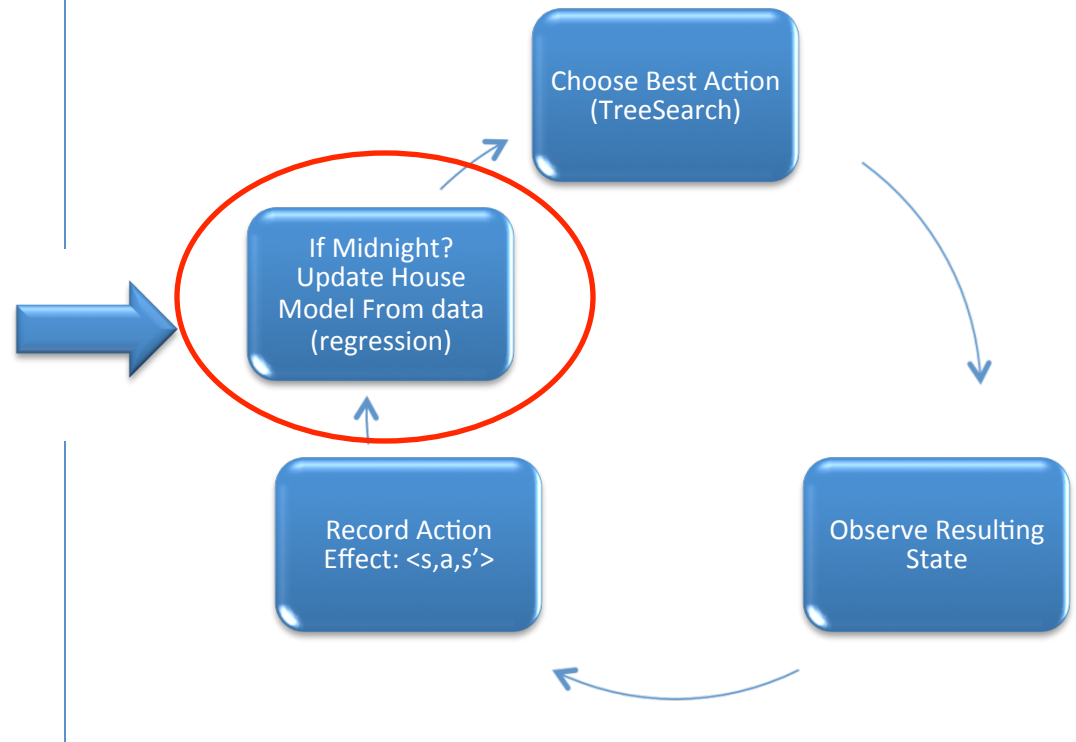 Choose Best Action
(TreeSearch)
If Midnight?
Update House
Model From data
(regression)
Record Action
Effect: <s,a,s’>
Observe Resulting
State